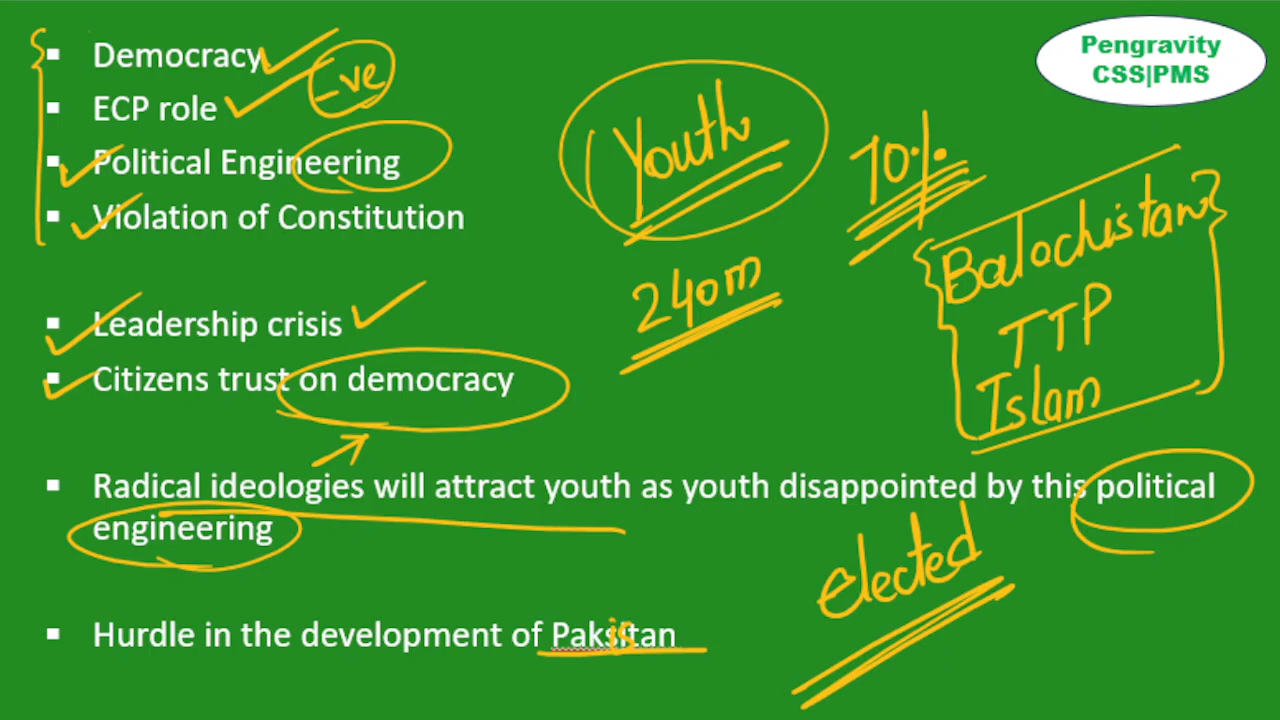 Pengravity
CSS|PMS
Democracy
-ve
ECP role
Political Engineering
Violation of Constitution
Youth
70%
240m
Balochistan
TTP
Islam
Leadership crisis
Citizens trust on democracy
Radical ideologies will attract youth as youth disappointed by this political
engineering
elected
Hurdle in the development of Paksitan
is